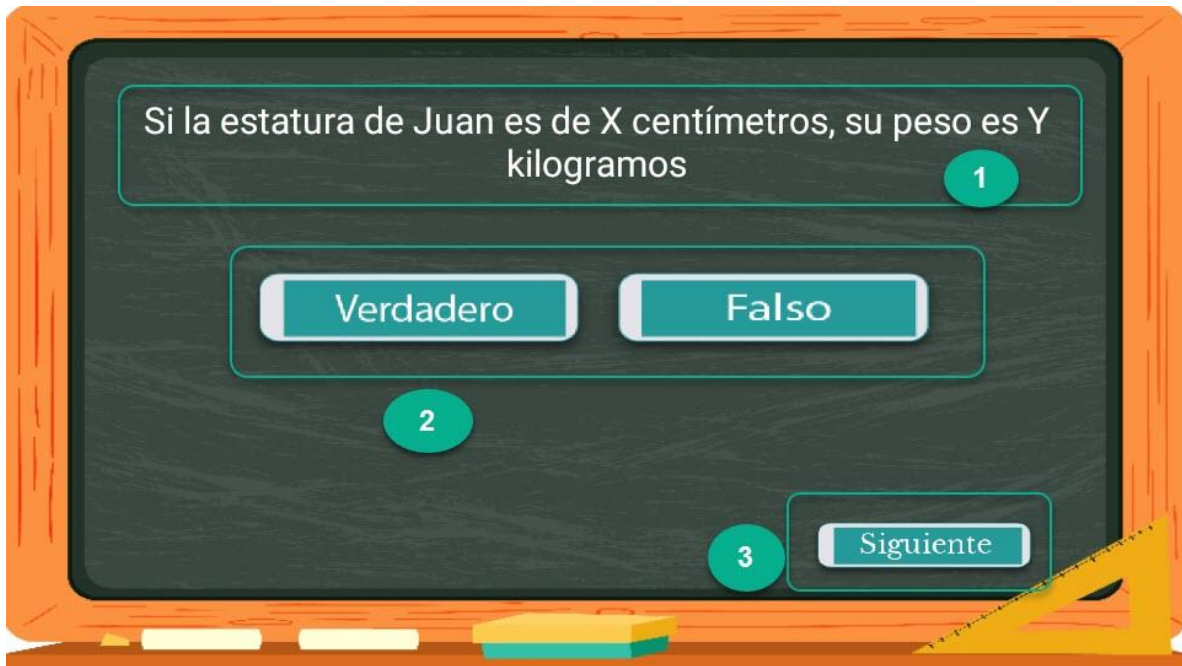 Si la estatura de Juan es de X centímetros, su peso es Y
kilogramos
1
Verdadero
Falso
2
3
Siguiente